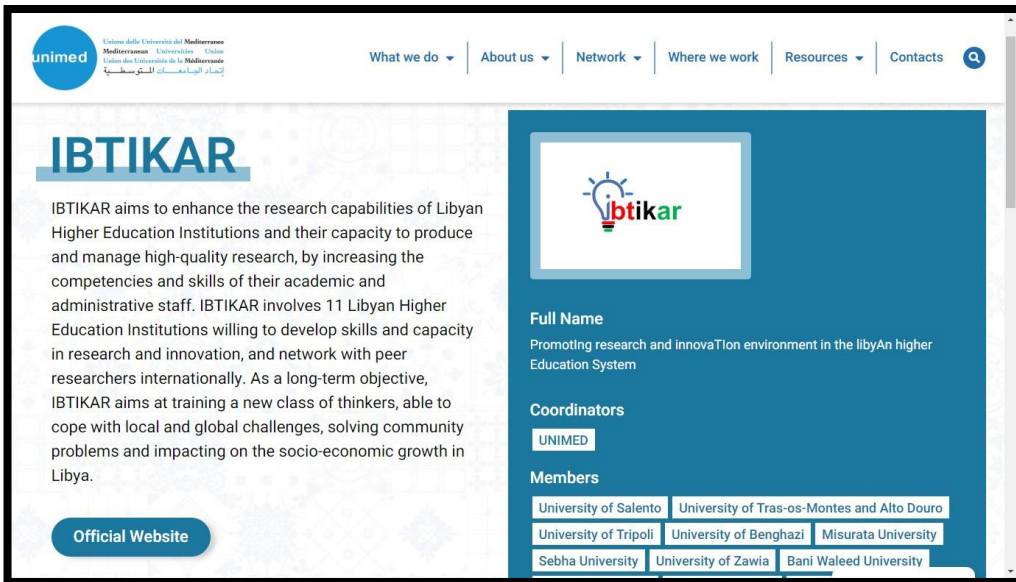 unimed
Unione delle Università del Mediterraneo
Mediterranean Universities Union
Union des Universités de la Méditerranée
إتحاد الجامعات المتوسطية
What we do
About us
Network
Where we work
Resources
Contacts
IBTIKAR
IBTIKAR aims to enhance the research capabilities of Libyan
Higher Education Institutions and their capacity to produce
and manage high-quality research, by increasing the
competencies and skills of their academic and
administrative staff. IBTIKAR involves 11 Libyan Higher
Education Institutions willing to develop skills and capacity
in research and innovation, and network with peer
researchers internationally. As a long-term objective,
IBTIKAR aims at training a new class of thinkers, able to
cope with local and global challenges, solving community
problems and impacting on the socio-economic growth in
Libya.
Official Website
ibtikar
Full Name
PromotIng research and innovaTIon environment in the libyAn higher
Education System
Coordinators
UNIMED
Members
University of Salento University of Tras-os-Montes and Alto Douro
University of Tripoli University of Benghazi Misurata University
Sebha University University of Zawia Bani Waleed University